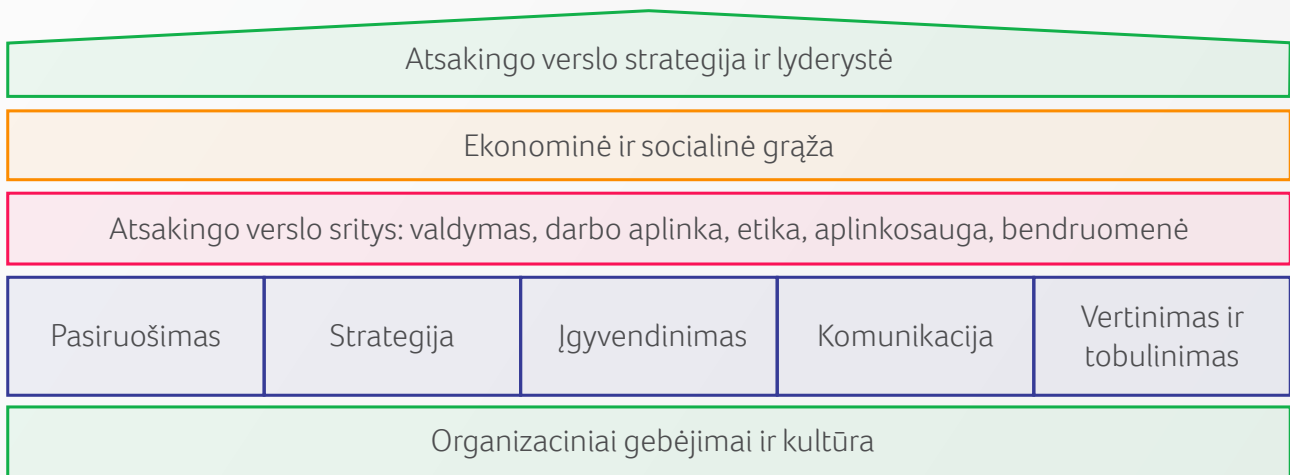 Atsakingo verslo strategija ir lyderystė
Ekonominė ir socialinė grąža
Atsakingo verslo sritys: valdymas, darbo aplinka, etika, aplinkosauga, bendruomenė
Pasiruošimas
Strategija
Įgyvendinimas
Komunikacija
Vertinimas ir
tobulinimas
Organizaciniai gebėjimai ir kultūra